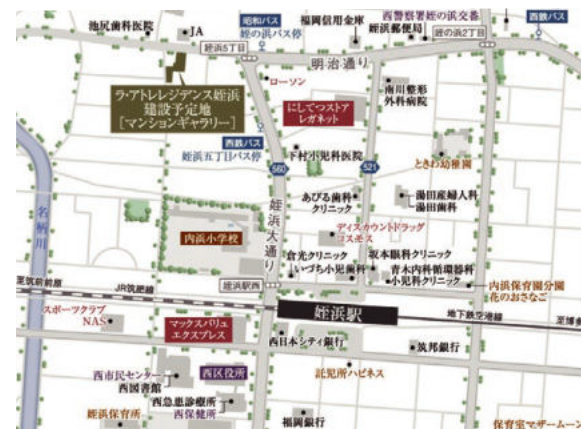 池尻歯科医院
JA
昭和バス
姪の浜バス停
福岡信用金庫
西警察署姪の浜交番
姪浜郵便局
姪の浜2丁目
西鉄バス
姪浜5丁目
明治通り
ローソン
ラ・アトレレジデンス姪浜
建設予定地
[マンションギャラリー]
にしてつストア
レガネット
南川整形
外科病院
西鉄バス
姪浜五丁目バス停
下村小児科医院
ときわ幼稚園
560
521
あびる歯科
クリニック
湯田産婦人科
湯田歯科
名柄川
姪浜大通り
内浜小学校
ディスカウントドラッグ
コスモス
倉光クリニック
坂本眼科クリニック
いづち小児歯科
青木内科循環器科
小児科クリニック
内浜保育園分園
花のおさなご
至筑前前原
JR筑肥線
姪浜駅西
姪浜駅
地下鉄空港線
至博多
スポーツクラブ
NAS
マックスバリュ
エクスプレス
西日本シティ銀行
筑邦銀行
西市民センター
西図書館
西区役所
託児所ハピネス
西急患診療所
西保健所
姪浜保育所
福岡銀行
保育室マザームーン